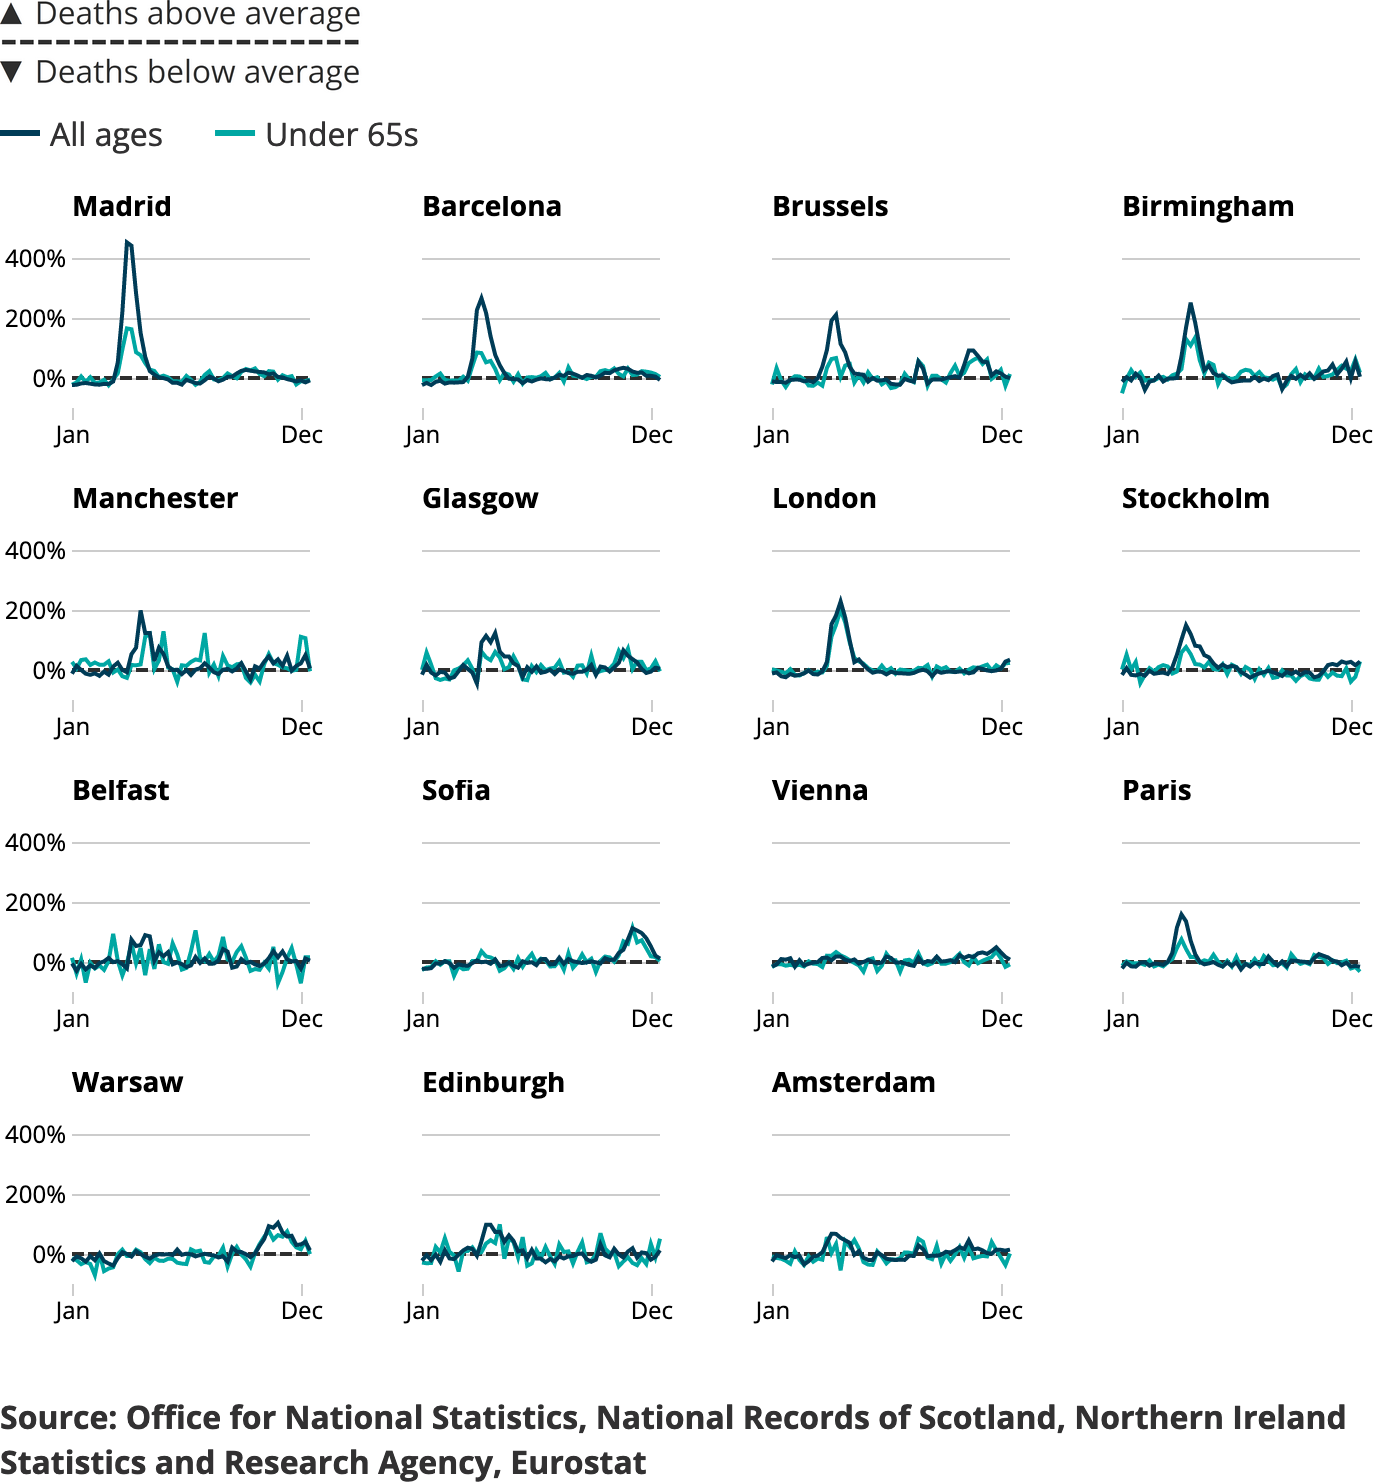 ▲ Deaths above average
▼ Deaths below average
All ages Under 65s
Madrid Barcelona Brussels Birmingham
400%
200%
0%
Jan Dec Jan Dec Jan Dec Jan Dec
Manchester Glasgow London Stockholm
400%
200%
0%
Jan Dec Jan Dec Jan Dec Jan Dec
Belfast Sofia Vienna Paris
400%
200%
0%
Jan Dec Jan Dec Jan Dec Jan Dec
Warsaw Edinburgh Amsterdam
400%
200%
0%
Jan Dec Jan Dec Jan Dec
Source: Office for National Statistics, National Records of Scotland, Northern Ireland
Statistics and Research Agency, Eurostat